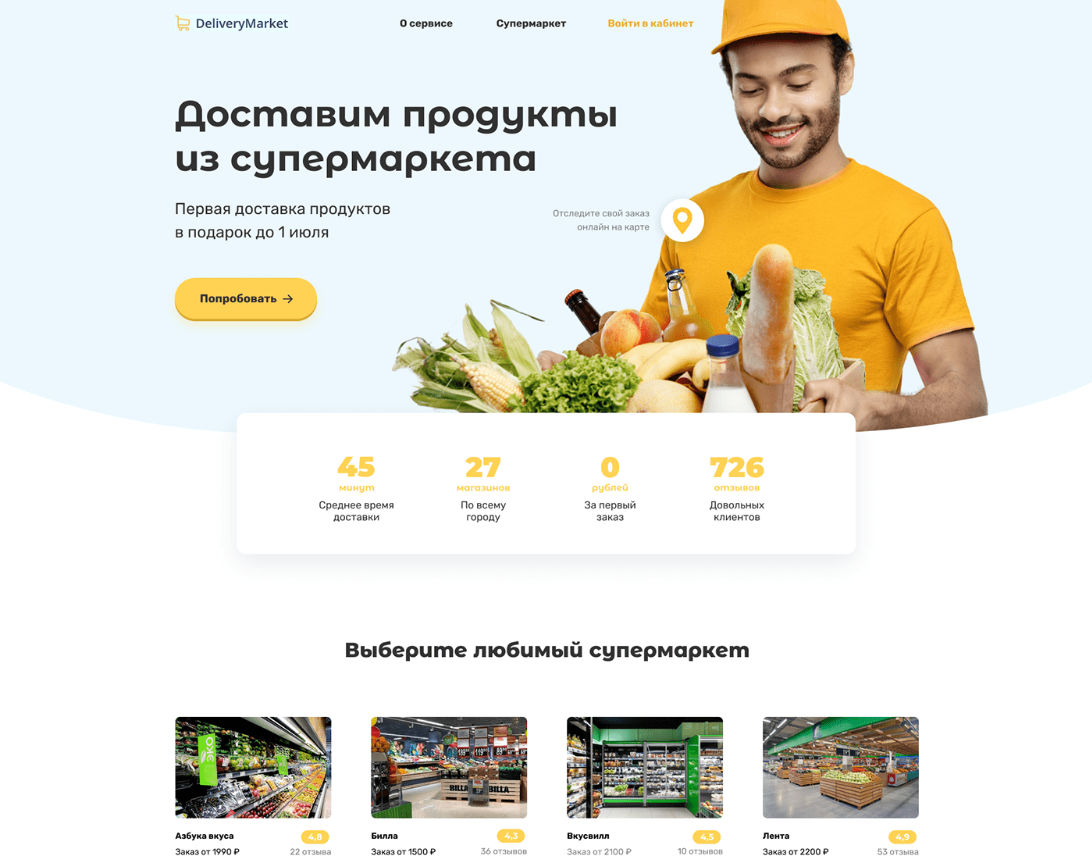 DeliveryMarket
О сервисе
Супермаркет
Войти в кабинет
Доставим продукты
из супермаркета
Первая доставка продуктов
в подарок до 1 июля
Отследите свой заказ
онлайн на карте
Попробовать →
45
минут
Среднее время
доставки
27
магазинов
По всему
городу
0
рублей
За первый
заказ
726
отзывов
Довольных
клиентов
Выберите любимый супермаркет
ЭКО
BILLA
BILLA
Азбука вкуса
4,8
Заказ от 1990 ₽
22 отзыва
Билла
4,3
Заказ от 1500 ₽
36 отзывов
Вкусвилл
4,5
Заказ от 2100 ₽
10 отзывов
Лента
4,9
Заказ от 2200 ₽
53 отзыва